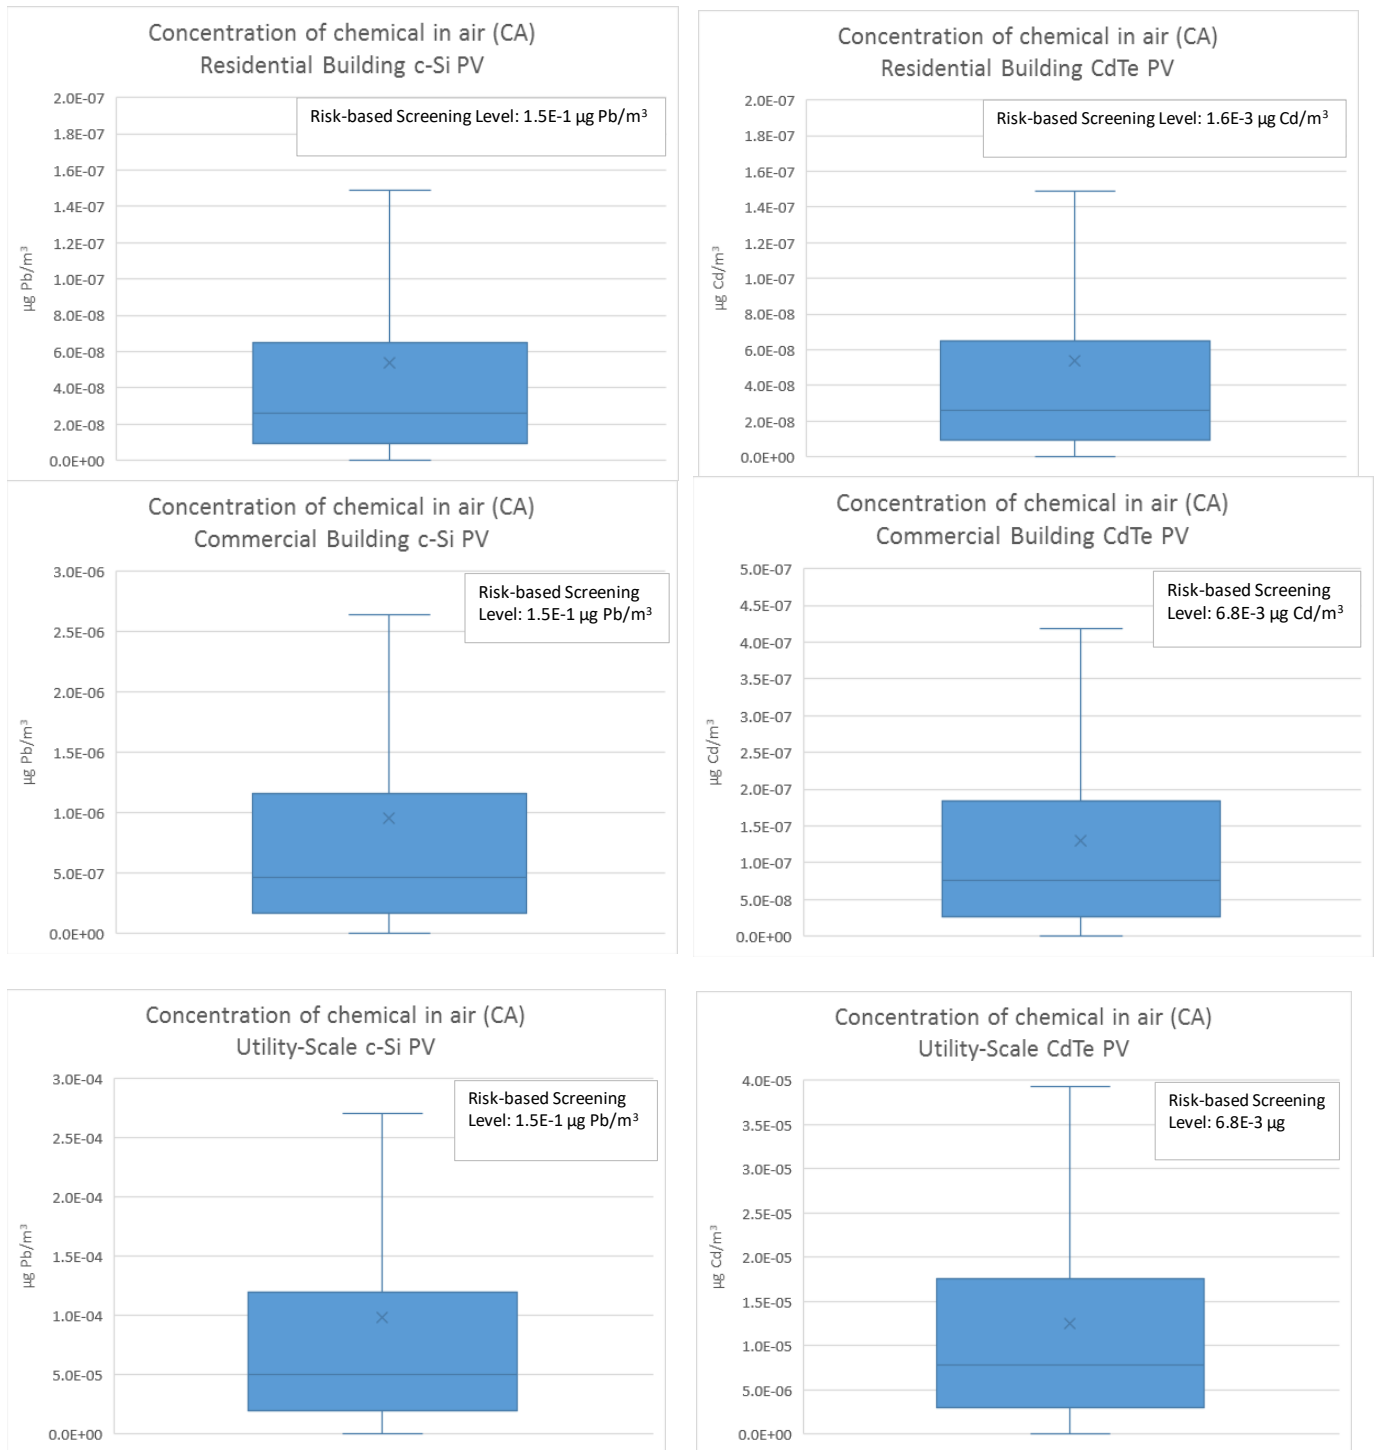 Concentration of chemical in air (CA)
Residential Building c-Si PV
Risk-based Screening Level: 1.5E-1 µg Pb/m³
2.0E-07
1.8E-07
1.6E-07
1.4E-07
1.2E-07
1.0E-07
8.0E-08
6.0E-08
4.0E-08
2.0E-08
0.0E+00
µg Pb/m³
Concentration of chemical in air (CA)
Residential Building CdTe PV
Risk-based Screening Level: 1.6E-3 µg Cd/m³
2.0E-07
1.8E-07
1.6E-07
1.4E-07
1.2E-07
1.0E-07
8.0E-08
6.0E-08
4.0E-08
2.0E-08
0.0E+00
µg Cd/m³
Concentration of chemical in air (CA)
Commercial Building c-Si PV
Risk-based Screening
Level: 1.5E-1 µg Pb/m³
3.0E-06
2.5E-06
2.0E-06
1.5E-06
1.0E-06
5.0E-07
0.0E+00
µg Pb/m³
Concentration of chemical in air (CA)
Commercial Building CdTe PV
Risk-based Screening
Level: 6.8E-3 µg Cd/m³
5.0E-07
4.5E-07
4.0E-07
3.5E-07
3.0E-07
2.5E-07
2.0E-07
1.5E-07
1.0E-07
5.0E-08
0.0E+00
µg Cd/m³
Concentration of chemical in air (CA)
Utility-Scale c-Si PV
Risk-based Screening
Level: 1.5E-1 µg Pb/m³
3.0E-04
2.5E-04
2.0E-04
1.5E-04
1.0E-04
5.0E-05
0.0E+00
µg Pb/m³
Concentration of chemical in air (CA)
Utility-Scale CdTe PV
Risk-based Screening
Level: 6.8E-3 µg
4.0E-05
3.5E-05
3.0E-05
2.5E-05
2.0E-05
1.5E-05
1.0E-05
5.0E-06
0.0E+00
µg Cd/m³